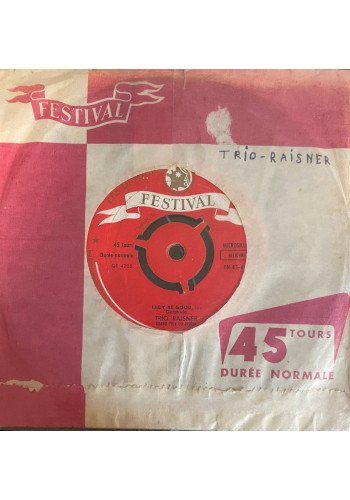 FESTIVAL
TRIO-RAISNER
FESTIVAL
45 tours
Durée normale
LADY BE GOOD
TRIO RAISNER
45 TOURS
DURÉE NORMALE